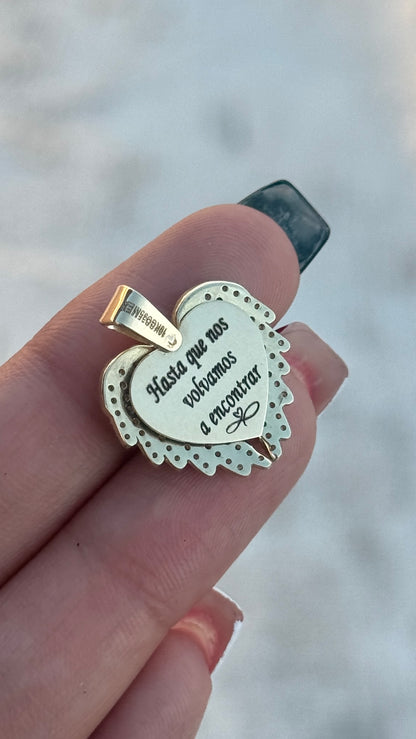 Hasta que nos
volvamos
a encontrar